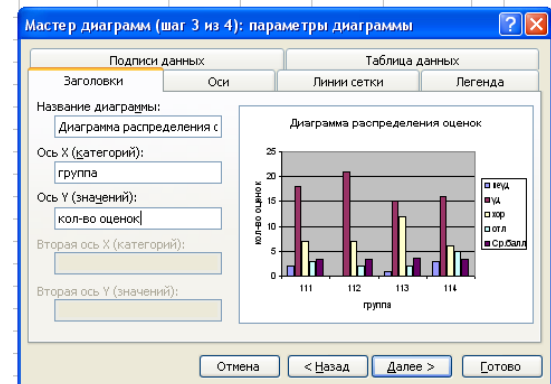 Мастер диаграмм (шаг 3 из 4): параметры диаграммы
Подписи данных
Таблица данных
Заголовки
Оси
Линии сетки
Легенда
Название диаграммы:
Диаграмма распределения с
Ось X (категорий):
группа
Ось Y (значений):
кол-во оценок
Вторая ось X (категорий):
Вторая ось Y (значений):
Диаграмма распределения оценок
кол-во оценок
25
20
15
10
5
0
111 112 113 114
группа
неуд
уд
хор
отл
Ср.балл
Отмена
< Назад
Далее >
Готово